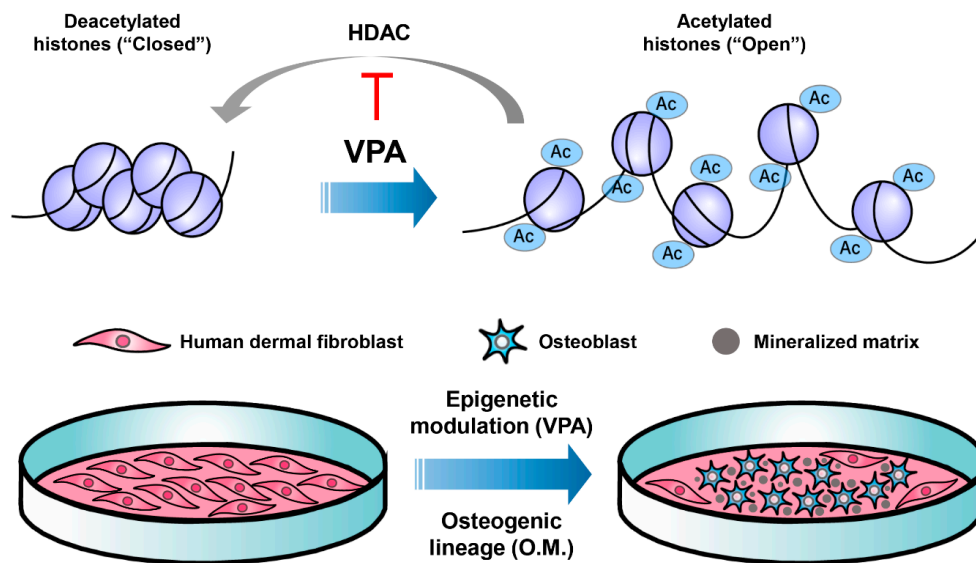 Deacetylated
histones (“Closed”)
HDAC
Acetylated
histones (“Open”)
VPA
Ac
Ac
Ac
Ac
Ac
Ac
Ac
Ac
Ac
Ac
Human dermal fibroblast
Osteoblast
Mineralized matrix
Epigenetic
modulation (VPA)
Osteogenic
lineage (O.M.)